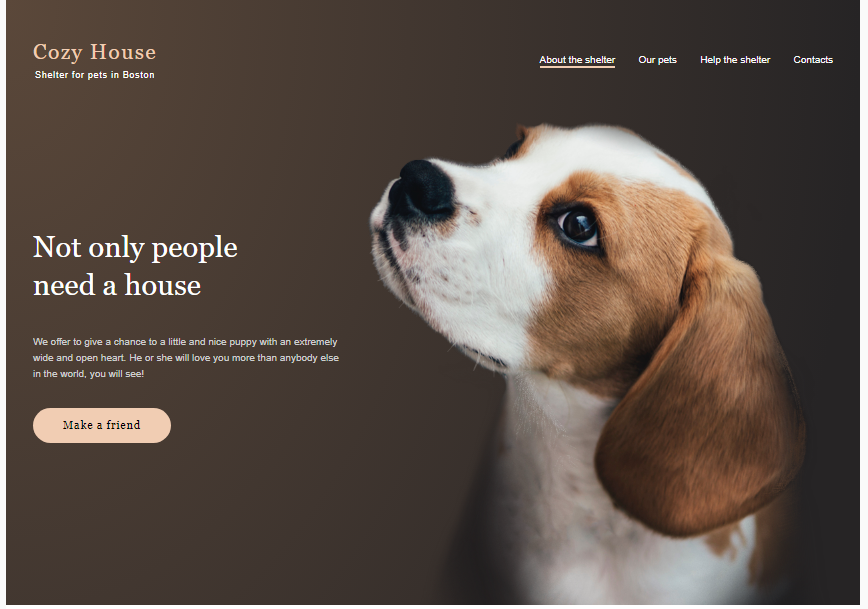 Cozy House
Shelter for pets in Boston
About the shelter
Our pets
Help the shelter
Contacts
Not only people
need a house
We offer to give a chance to a little and nice puppy with an extremely
wide and open heart. He or she will love you more than anybody else
in the world, you will see!
Make a friend